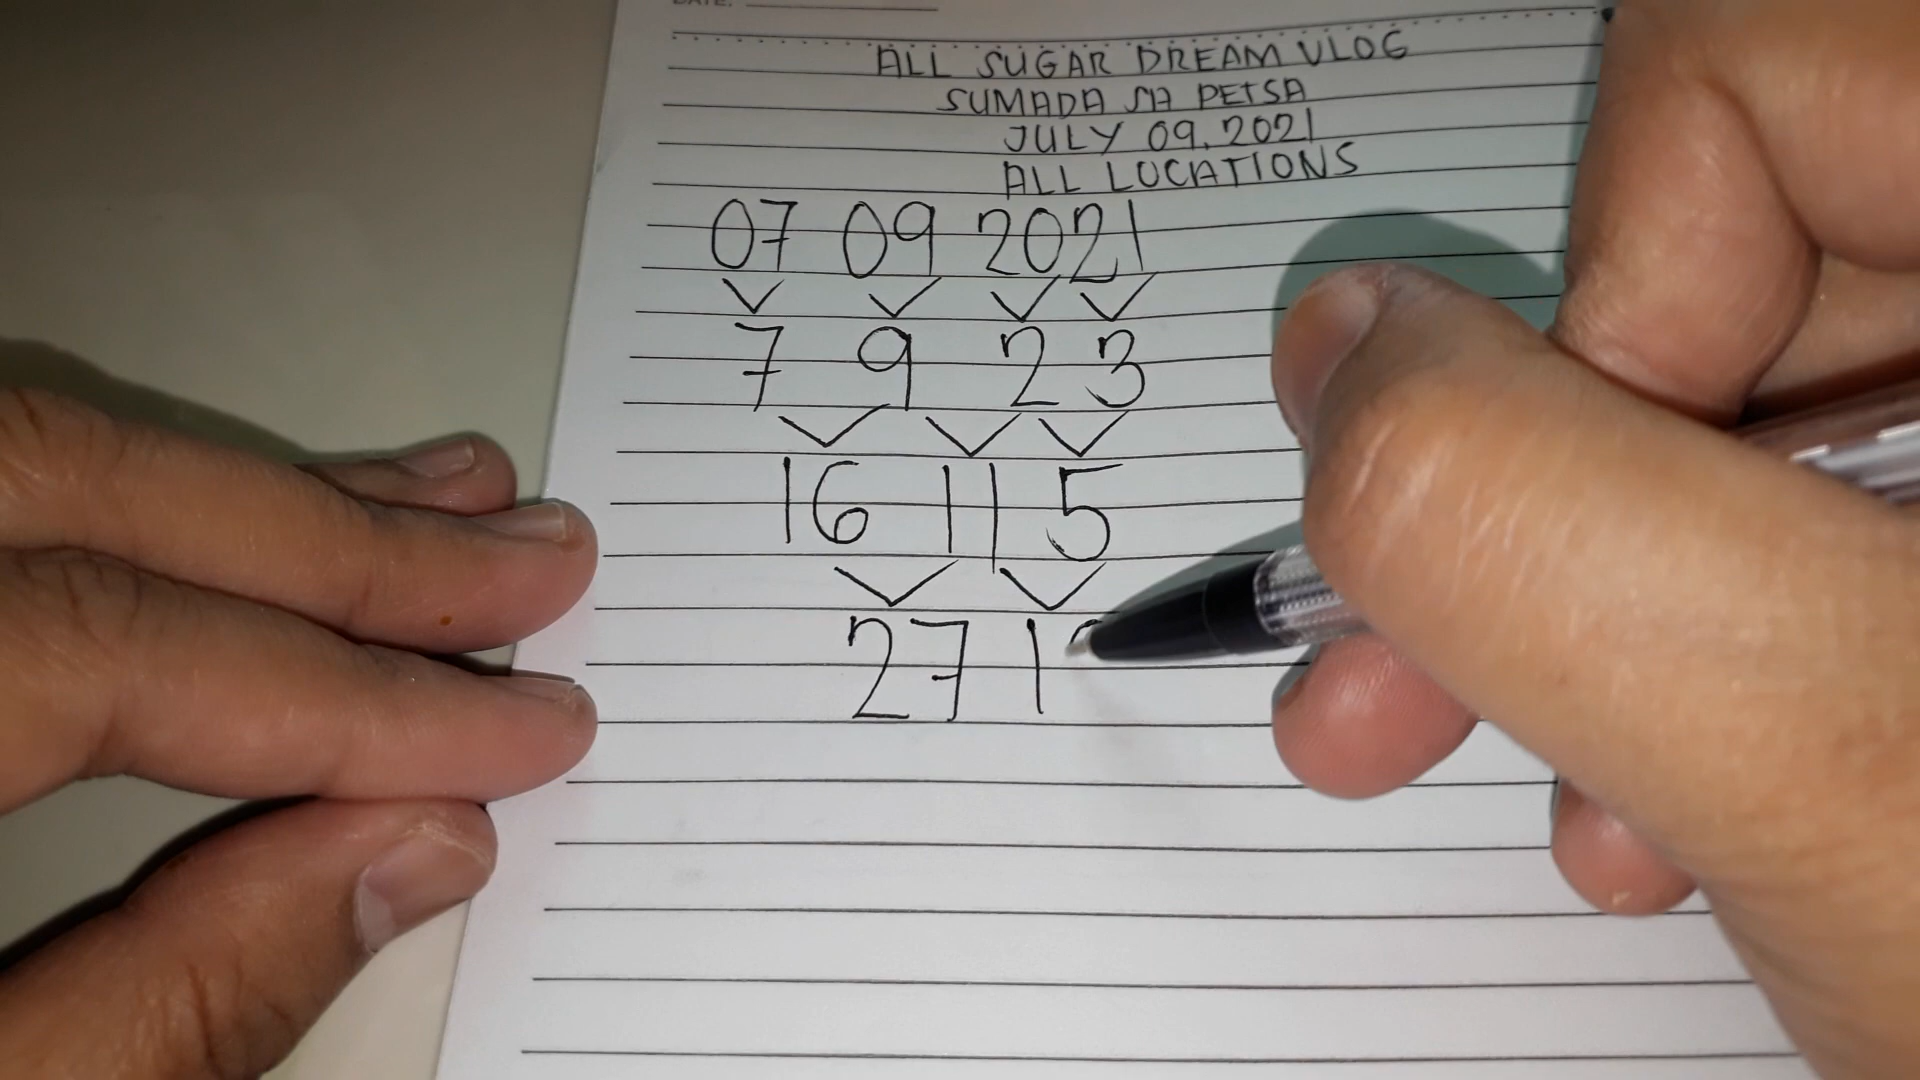 DATE:
ALL SUGAR DREAM VLOG
SUMADA SA PETSA
JULY 09, 2021
ALL LOCATIONS
07 09 2021
7 9 2 3
16 11 5
27 1